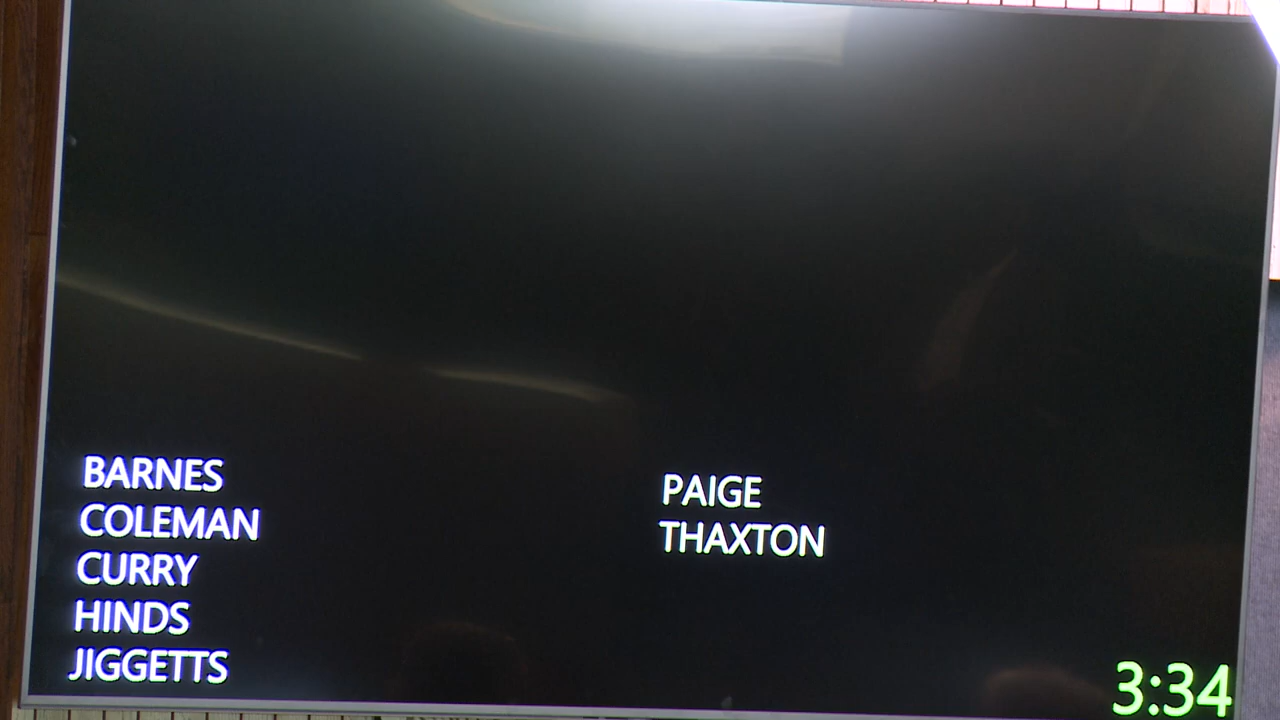 BARNES
COLEMAN
CURRY
HINDS
JIGGETTS
PAIGE
THAXTON
3:34